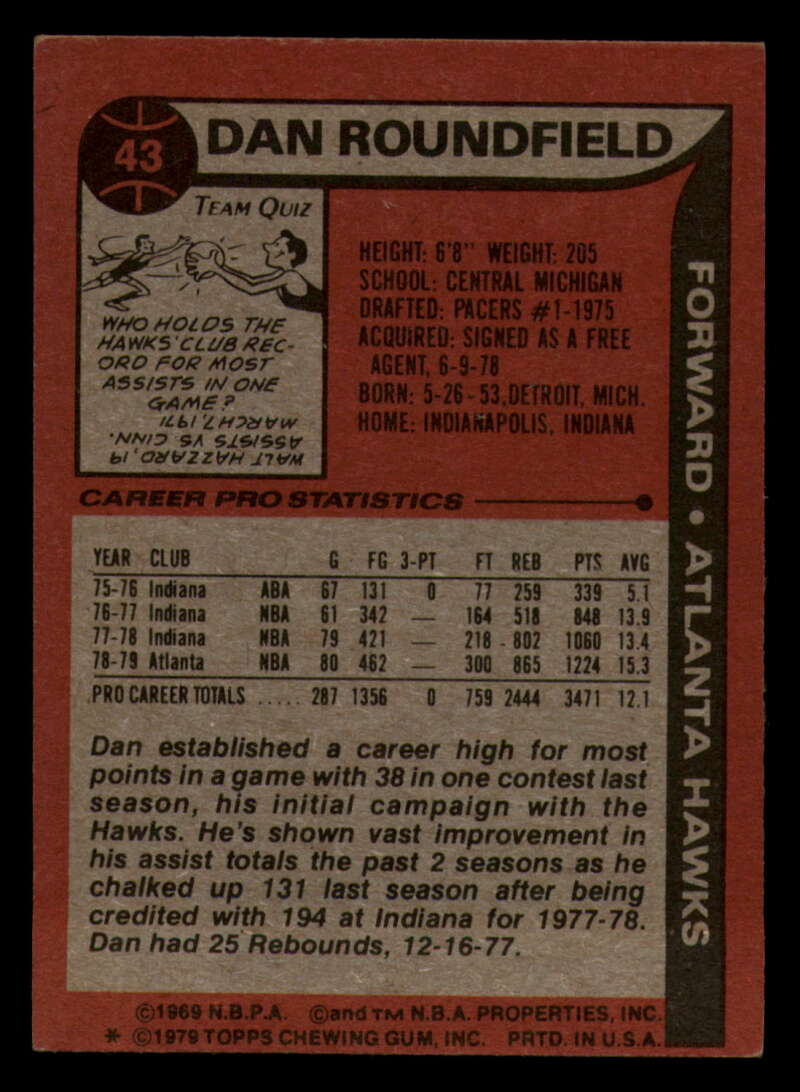 43
DAN ROUNDFIELD
TEAM QUIZ
WHO HOLDS THE
HAWKS' CLUB REC-
ORD FOR MOST
ASSISTS IN ONE
GAME?
WALT HAZZARD, 19
ASSISTS VS CINN.
MARCH 7, 1971
HEIGHT: 6'8" WEIGHT: 205
SCHOOL: CENTRAL MICHIGAN
DRAFTED: PACERS #1-1975
ACQUIRED: SIGNED AS A FREE
AGENT, 6-9-78
BORN: 5-26-53, DETROIT, MICH.
HOME: INDIANAPOLIS, INDIANA
FORWARD • ATLANTA HAWKS
CAREER PRO STATISTICS
YEAR CLUB G FG 3-PT FT REB PTS AVG
75-76 Indiana ABA 67 131 0 77 259 339 5.1
76-77 Indiana NBA 61 342 — 164 518 848 13.9
77-78 Indiana NBA 79 421 — 218 802 1060 13.4
78-79 Atlanta NBA 80 462 — 300 865 1224 15.3
PRO CAREER TOTALS ..... 287 1356 0 759 2444 3471 12.1
Dan established a career high for most
points in a game with 38 in one contest last
season, his initial campaign with the
Hawks. He's shown vast improvement in
his assist totals the past 2 seasons as he
chalked up 131 last season after being
credited with 194 at Indiana for 1977-78.
Dan had 25 Rebounds, 12-16-77.
©1969 N.B.P.A. ©and TM N.B.A. PROPERTIES, INC.
* ©1979 TOPPS CHEWING GUM, INC. PRTD. IN U.S.A.